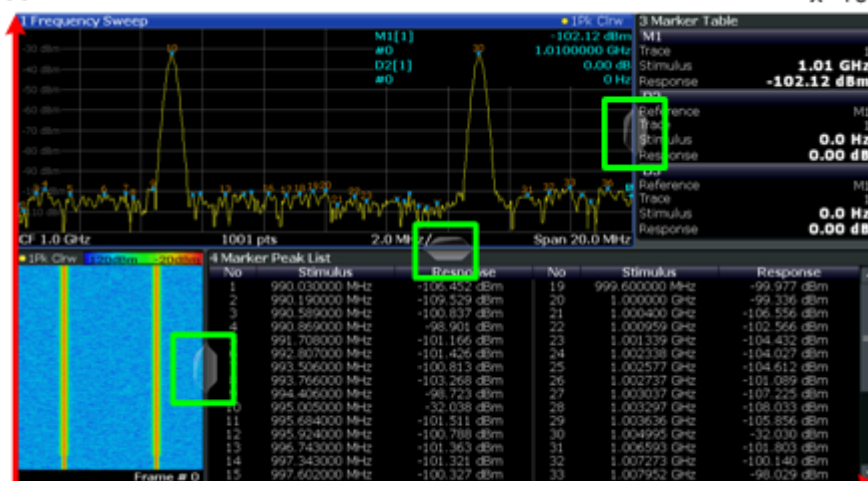 1 Frequency Sweep
1Pk Clrw
M1[1]
-102.12 dBm
#0
1.0100000 GHz
D2[1]
0.00 dB
#0
0 Hz
-30 dBm
-40 dBm
-50 dBm
-60 dBm
-70 dBm
-80 dBm
-90 dBm
CF 1.0 GHz
1001 pts
2.0 MHz/
Span 20.0 MHz
3 Marker Table
M1
Trace 1
Stimulus 1.01 GHz
Response -102.12 dBm
D2
Reference M1
Trace 1
Stimulus 0.0 Hz
Response 0.00 dB
D3
Reference M1
Trace 1
Stimulus 0.0 Hz
Response 0.00 dB
1Pk Clrw -120dBm -20dBm
Frame # 0
4 Marker Peak List
No Stimulus Response No Stimulus Response
1 990.030000 MHz -106.452 dBm 19 999.600000 MHz -99.977 dBm
2 990.190000 MHz -109.529 dBm 20 1.000000 GHz -99.336 dBm
3 990.589000 MHz -100.837 dBm 21 1.000400 GHz -106.556 dBm
4 990.869000 MHz -98.901 dBm 22 1.000959 GHz -102.566 dBm
991.708000 MHz -101.166 dBm 23 1.001339 GHz -104.432 dBm
992.807000 MHz -101.426 dBm 24 1.002338 GHz -104.027 dBm
993.506000 MHz -100.813 dBm 25 1.002577 GHz -104.612 dBm
993.766000 MHz -103.268 dBm 26 1.002737 GHz -101.089 dBm
994.406000 MHz -98.723 dBm 27 1.003037 GHz -107.225 dBm
10 995.005000 MHz -32.038 dBm 28 1.003297 GHz -108.033 dBm
11 995.684000 MHz -101.511 dBm 29 1.003636 GHz -105.856 dBm
12 995.924000 MHz -100.788 dBm 30 1.004995 GHz -32.030 dBm
13 996.743000 MHz -101.363 dBm 31 1.006593 GHz -101.803 dBm
14 997.343000 MHz -101.321 dBm 32 1.007273 GHz -100.140 dBm
15 997.602000 MHz -100.327 dBm 33 1.007952 GHz -98.029 dBm